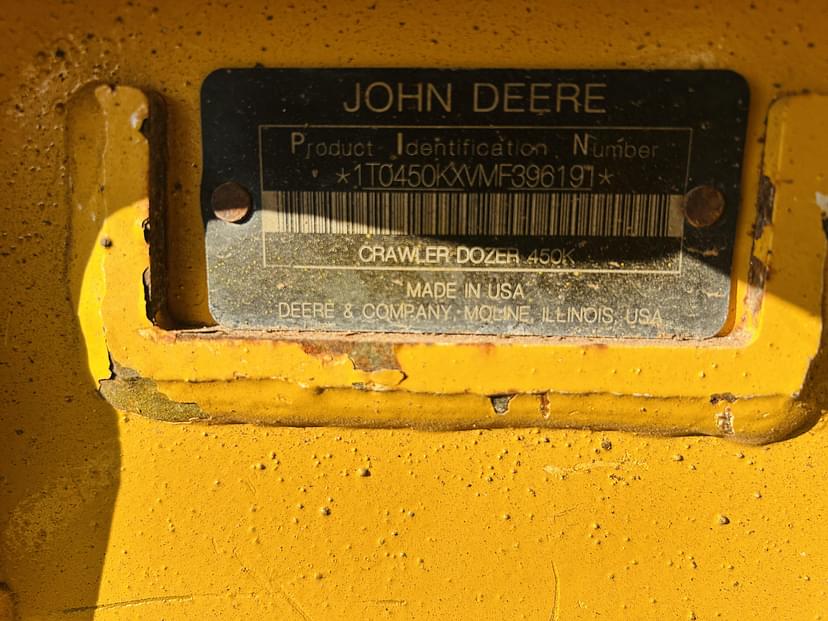 JOHN DEERE
Product Identification Number
*1T0450KXVMF396191*
CRAWLER DOZER 450K
MADE IN USA
DEERE & COMPANY MOLINE, ILLINOIS, USA